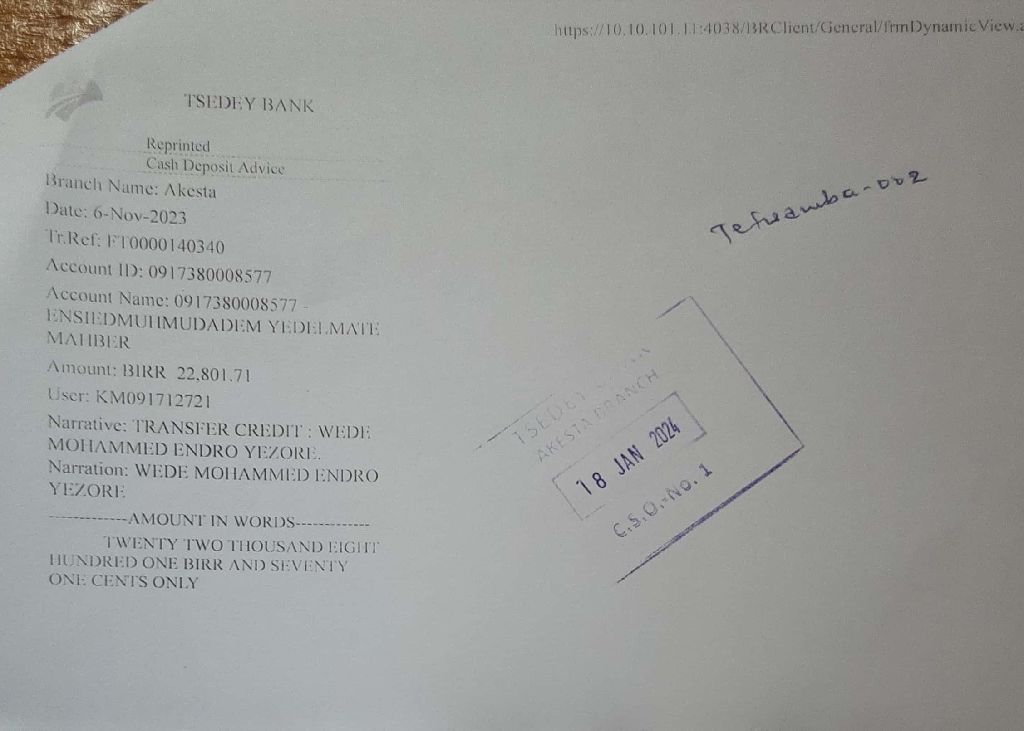 https://10.10.101.11:4038/BRClient/General/frmDynamicView.a
TSEDEY BANK
Reprinted
Cash Deposit Advice
Branch Name: Akesta
Date: 6-Nov-2023
Tr.Ref: FT0000140340
Account ID: 0917380008577
Account Name: 0917380008577 -
ENSIEDMUHMUDADEM YEDELMATE
MAHBER
Amount: BIRR 22,801.71
User: KM091712721
Narrative: TRANSFER CREDIT : WEDE
MOHAMMED ENDRO YEZORE.
Narration: WEDE MOHAMMED ENDRO
YEZORE
-------------AMOUNT IN WORDS-------------
TWENTY TWO THOUSAND EIGHT
HUNDRED ONE BIRR AND SEVENTY
ONE CENTS ONLY
-002
TSEDEY
AKESTA BRANCH
18 JAN 2024
C.S.O.-No. 1